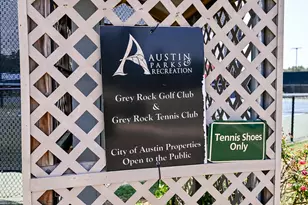 AUSTIN
PARKS
& RECREATION
Grey Rock Golf Club
&
Grey Rock Tennis Club
City of Austin Properties
Open to the Public
Tennis Shoes
Only